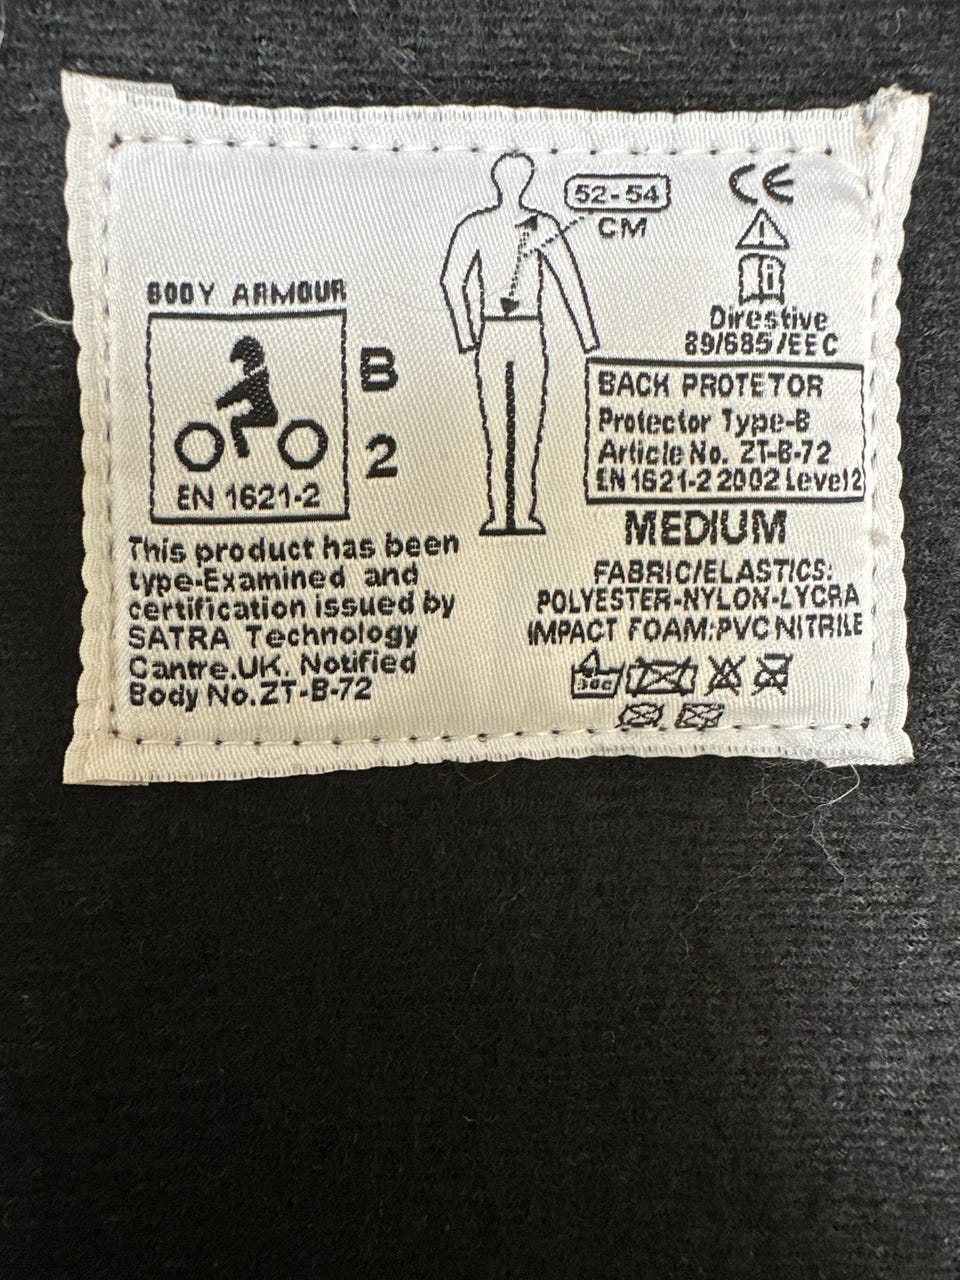 52-54
CM
CE
Direstive
89/685/EEC
BODY ARMOUR
B
2
EN 1621-2
BACK PROTETOR
Protector Type-B
Article No. ZT-B-72
EN 1621-2 2002 Level 2
MEDIUM
This product has been
type-Examined and
certification issued by
SATRA Technology
Cantre.UK. Notified
Body No.ZT-B-72
FABRIC/ELASTICS:
POLYESTER-NYLON-LYCRA
IMPACT FOAM:PVC NITRILE